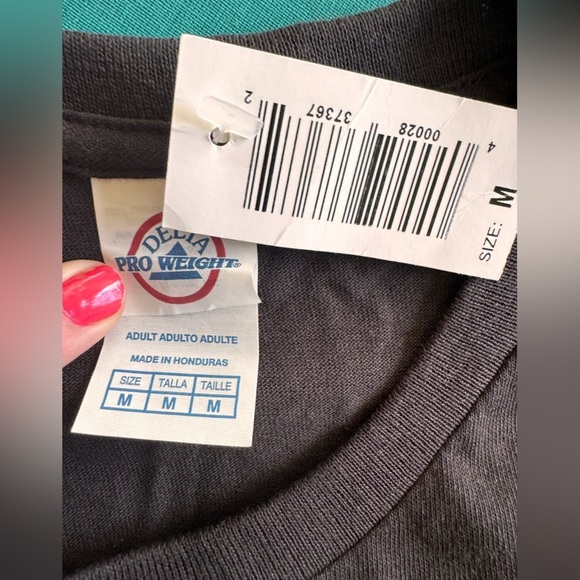 4 00028 37367 2
SIZE: M
DELTA
PRO WEIGHT®
ADULT ADULTO ADULTE
MADE IN HONDURAS
SIZE TALLA TAILLE
M M M